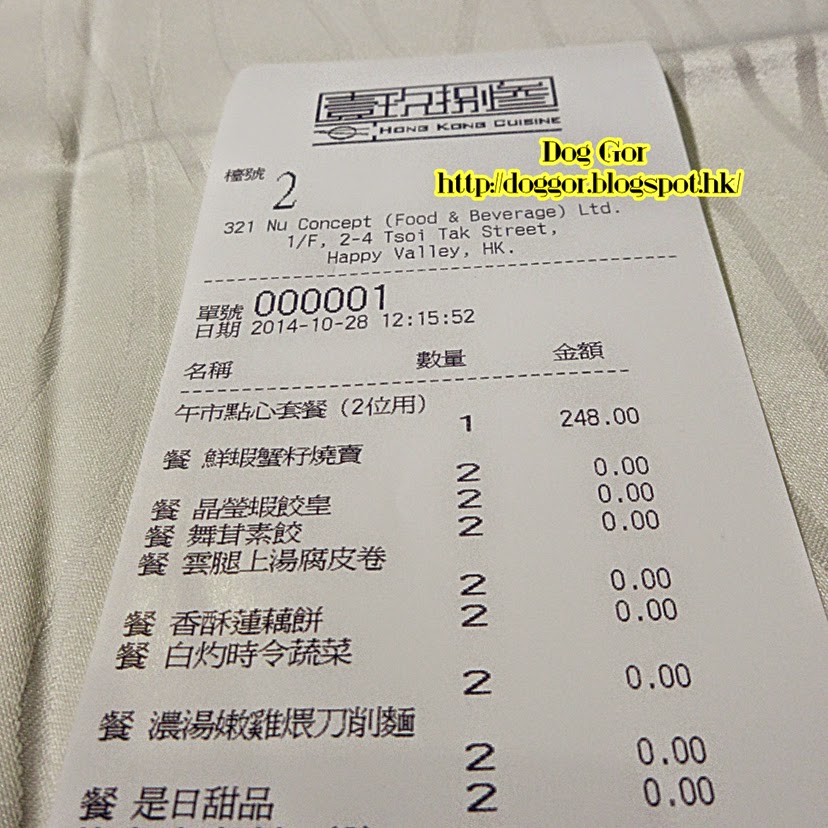 壹玖捌叁
HONG KONG CUISINE
Dog Gor
http://doggor.blogspot.hk/
檯號 2
321 Nu Concept (Food & Beverage) Ltd.
1/F, 2-4 Tsoi Tak Street,
Happy Valley, HK.
單號 000001
日期 2014-10-28 12:15:52
名稱 數量 金額
午市點心套餐 (2位用) 1 248.00
餐 鮮蝦蟹籽燒賣 2 0.00
餐 晶瑩蝦餃皇 2 0.00
餐 舞茸素餃 2 0.00
餐 雲腿上湯腐皮卷 2 0.00
餐 香酥蓮藕餅 2 0.00
餐 白灼時令蔬菜 2 0.00
餐 濃湯嫩雞煨刀削麵 2 0.00
餐 是日甜品 2 0.00